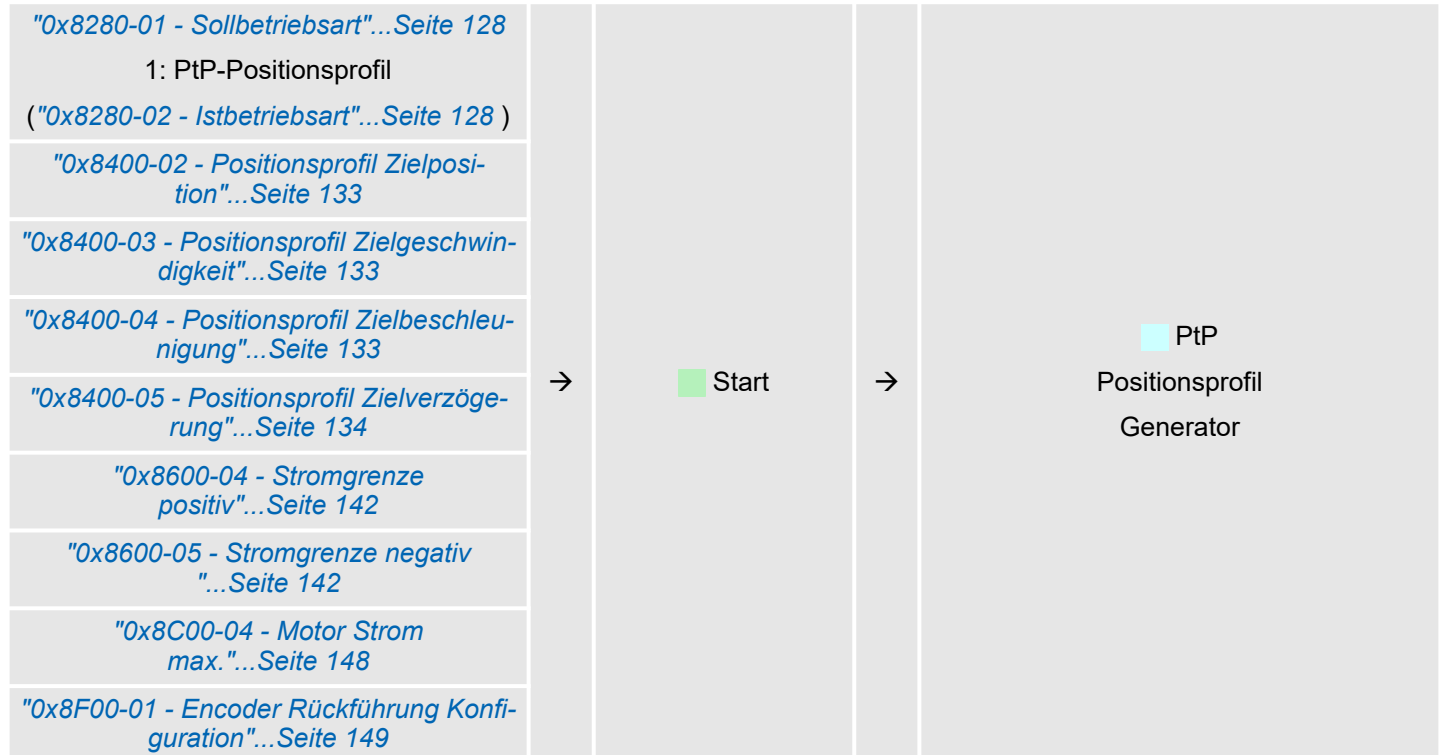 "0x8280-01 - Sollbetriebsart"...Seite 128
1: PtP-Positionsprofil
("0x8280-02 - Istbetriebsart"...Seite 128 )
"0x8400-02 - Positionsprofil Zielposi-
tion"...Seite 133
"0x8400-03 - Positionsprofil Zielgeschwin-
digkeit"...Seite 133
"0x8400-04 - Positionsprofil Zielbeschleu-
nigung"...Seite 133
"0x8400-05 - Positionsprofil Zielverzöge-
rung"...Seite 134
"0x8600-04 - Stromgrenze
positiv"...Seite 142
"0x8600-05 - Stromgrenze negativ
"...Seite 142
"0x8C00-04 - Motor Strom
max."...Seite 148
"0x8F00-01 - Encoder Rückführung Konfi-
guration"...Seite 149
→
Start
→
PtP
Positionsprofil
Generator